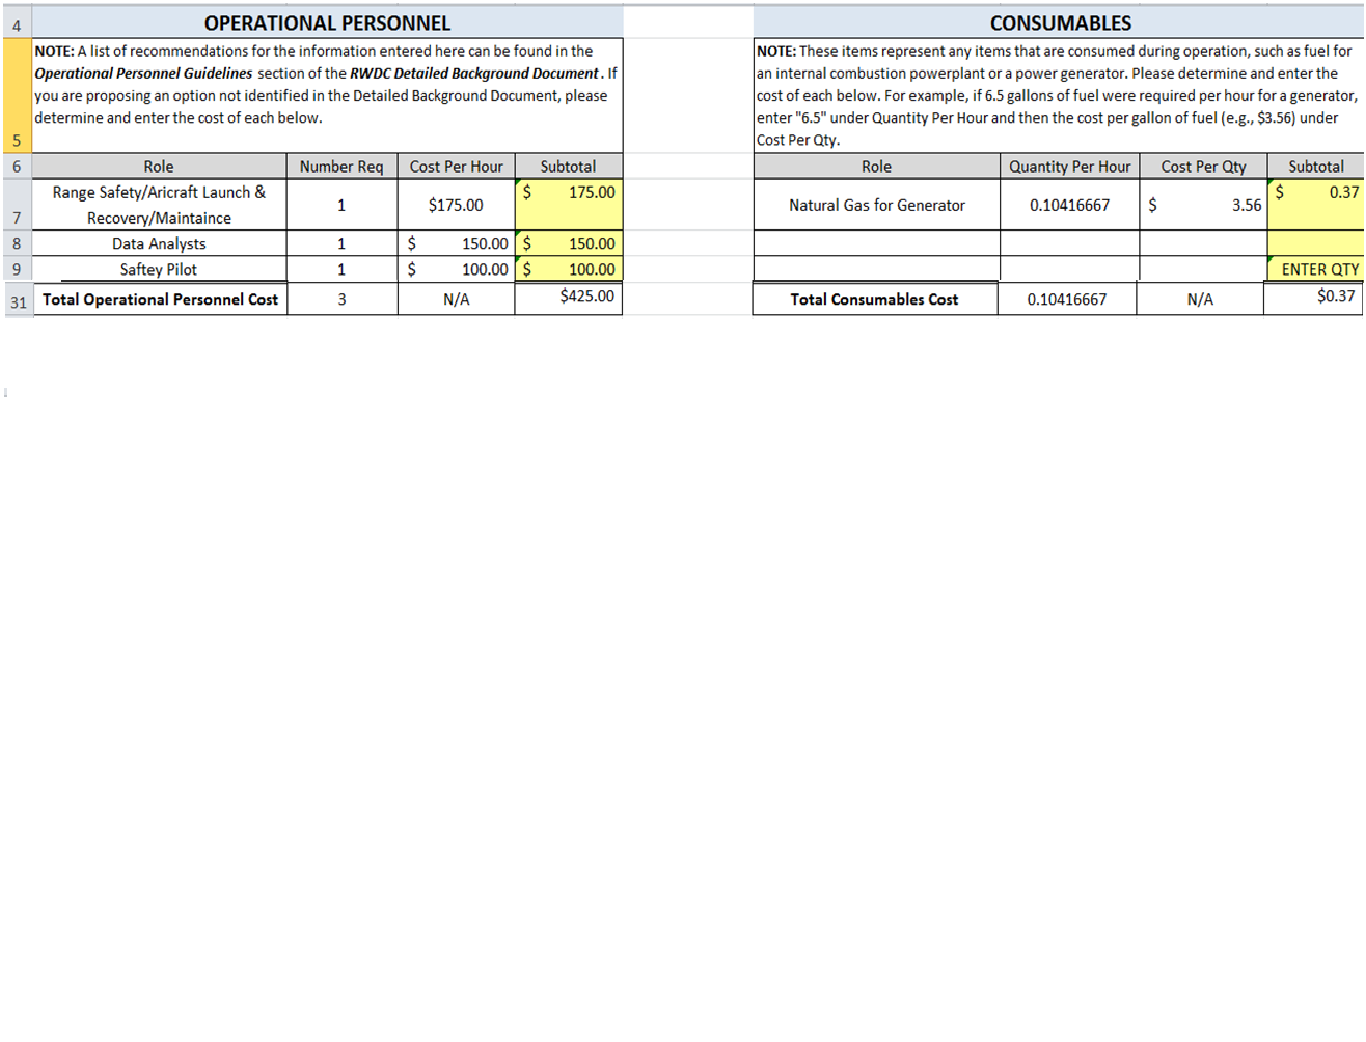 4 OPERATIONAL PERSONNEL CONSUMABLES
NOTE: A list of recommendations for the information entered here can be found in the
Operational Personnel Guidelines section of the RWDC Detailed Background Document. If
you are proposing an option not identified in the Detailed Background Document, please
determine and enter the cost of each below.
NOTE: These items represent any items that are consumed during operation, such as fuel for
an internal combustion powerplant or a power generator. Please determine and enter the
cost of each below. For example, if 6.5 gallons of fuel were required per hour for a generator,
enter "6.5" under Quantity Per Hour and then the cost per gallon of fuel (e.g., $3.56) under
Cost Per Qty.
5
6 Role Number Req Cost Per Hour Subtotal Role Quantity Per Hour Cost Per Qty Subtotal
Range Safety/Aricraft Launch &
Recovery/Maintaince
7 1 $175.00 $ 175.00 Natural Gas for Generator 0.10416667 $ 3.56 $ 0.37
8 Data Analysts 1 $ 150.00 $ 150.00
9 Saftey Pilot 1 $ 100.00 $ 100.00 ENTER QTY
31 Total Operational Personnel Cost 3 N/A $425.00 Total Consumables Cost 0.10416667 N/A $0.37